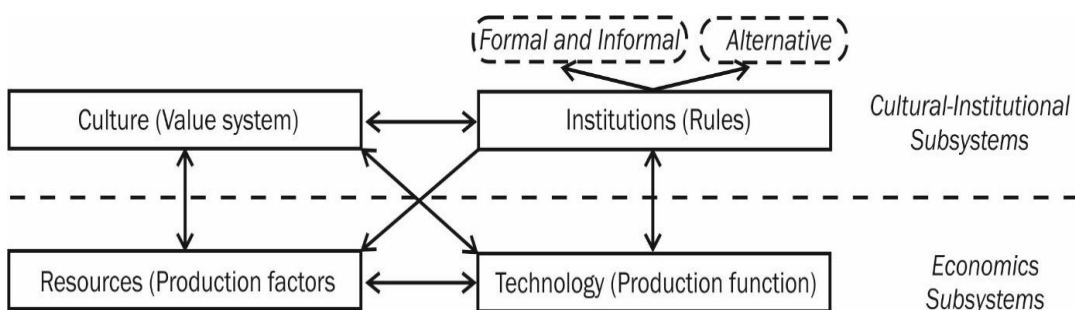 Formal and Informal
Alternative
Culture (Value system)
Institutions (Rules)
Cultural-Institutional
Subsystems
Resources (Production factors
Technology (Production function)
Economics
Subsystems